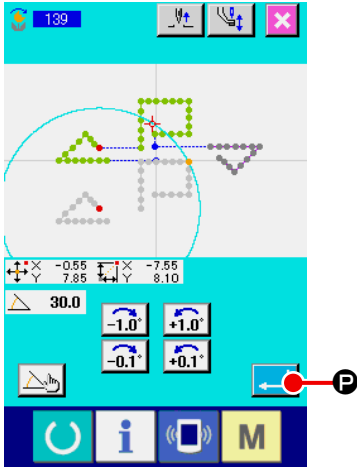 139
X -0.55 X -7.55
Y 7.85 Y 8.10
30.0
-1.0° +1.0°
-0.1° +0.1°
P
i M